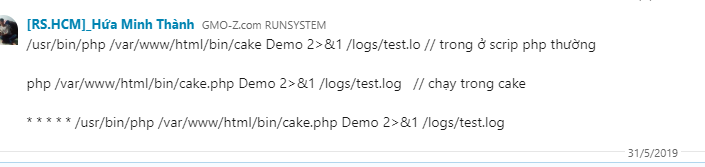 [RS.HCM]_Hứa Minh Thành GMO-Z.com RUNSYSTEM
/usr/bin/php /var/www/html/bin/cake Demo 2>&1 /logs/test.lo // trong ở scrip php thường
php /var/www/html/bin/cake.php Demo 2>&1 /logs/test.log // chạy trong cake
* * * * * /usr/bin/php /var/www/html/bin/cake.php Demo 2>&1 /logs/test.log
31/5/2019